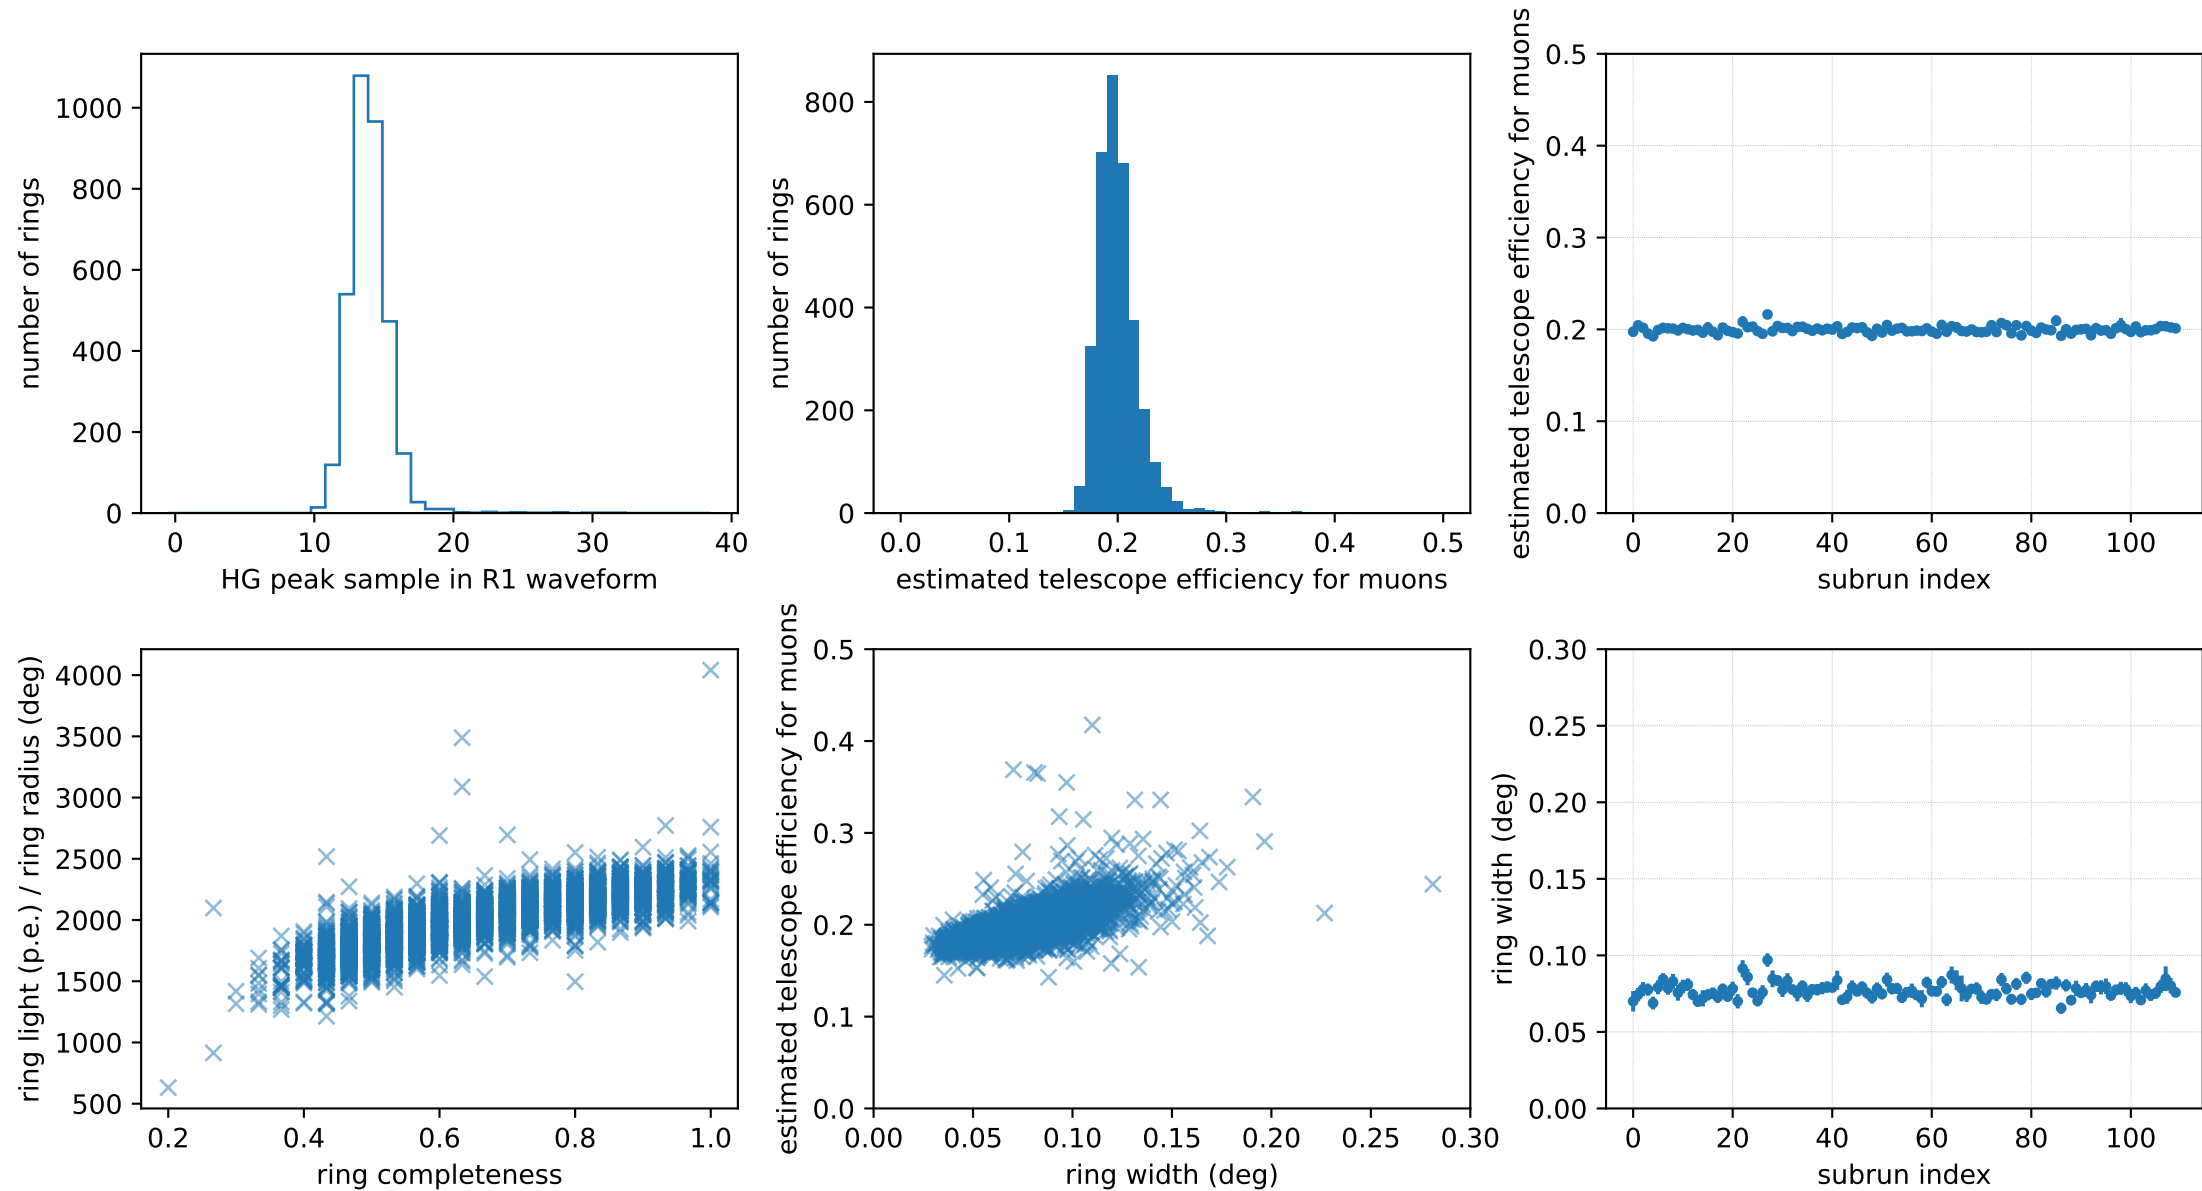 number of rings
1000
800
600
400
200
0
0 10 20 30 40
HG peak sample in R1 waveform
number of rings
800
600
400
200
0
0.0 0.1 0.2 0.3 0.4 0.5
estimated telescope efficiency for muons
estimated telescope efficiency for muons
0.5
0.4
0.3
0.2
0.1
0.0
0 20 40 60 80 100
subrun index
ring light (p.e.) / ring radius (deg)
4000
3500
3000
2500
2000
1500
1000
500
0.2 0.4 0.6 0.8 1.0
ring completeness
estimated telescope efficiency for muons
0.5
0.4
0.3
0.2
0.1
0.0
0.00 0.05 0.10 0.15 0.20 0.25 0.30
ring width (deg)
ring width (deg)
0.30
0.25
0.20
0.15
0.10
0.05
0.00
0 20 40 60 80 100
subrun index